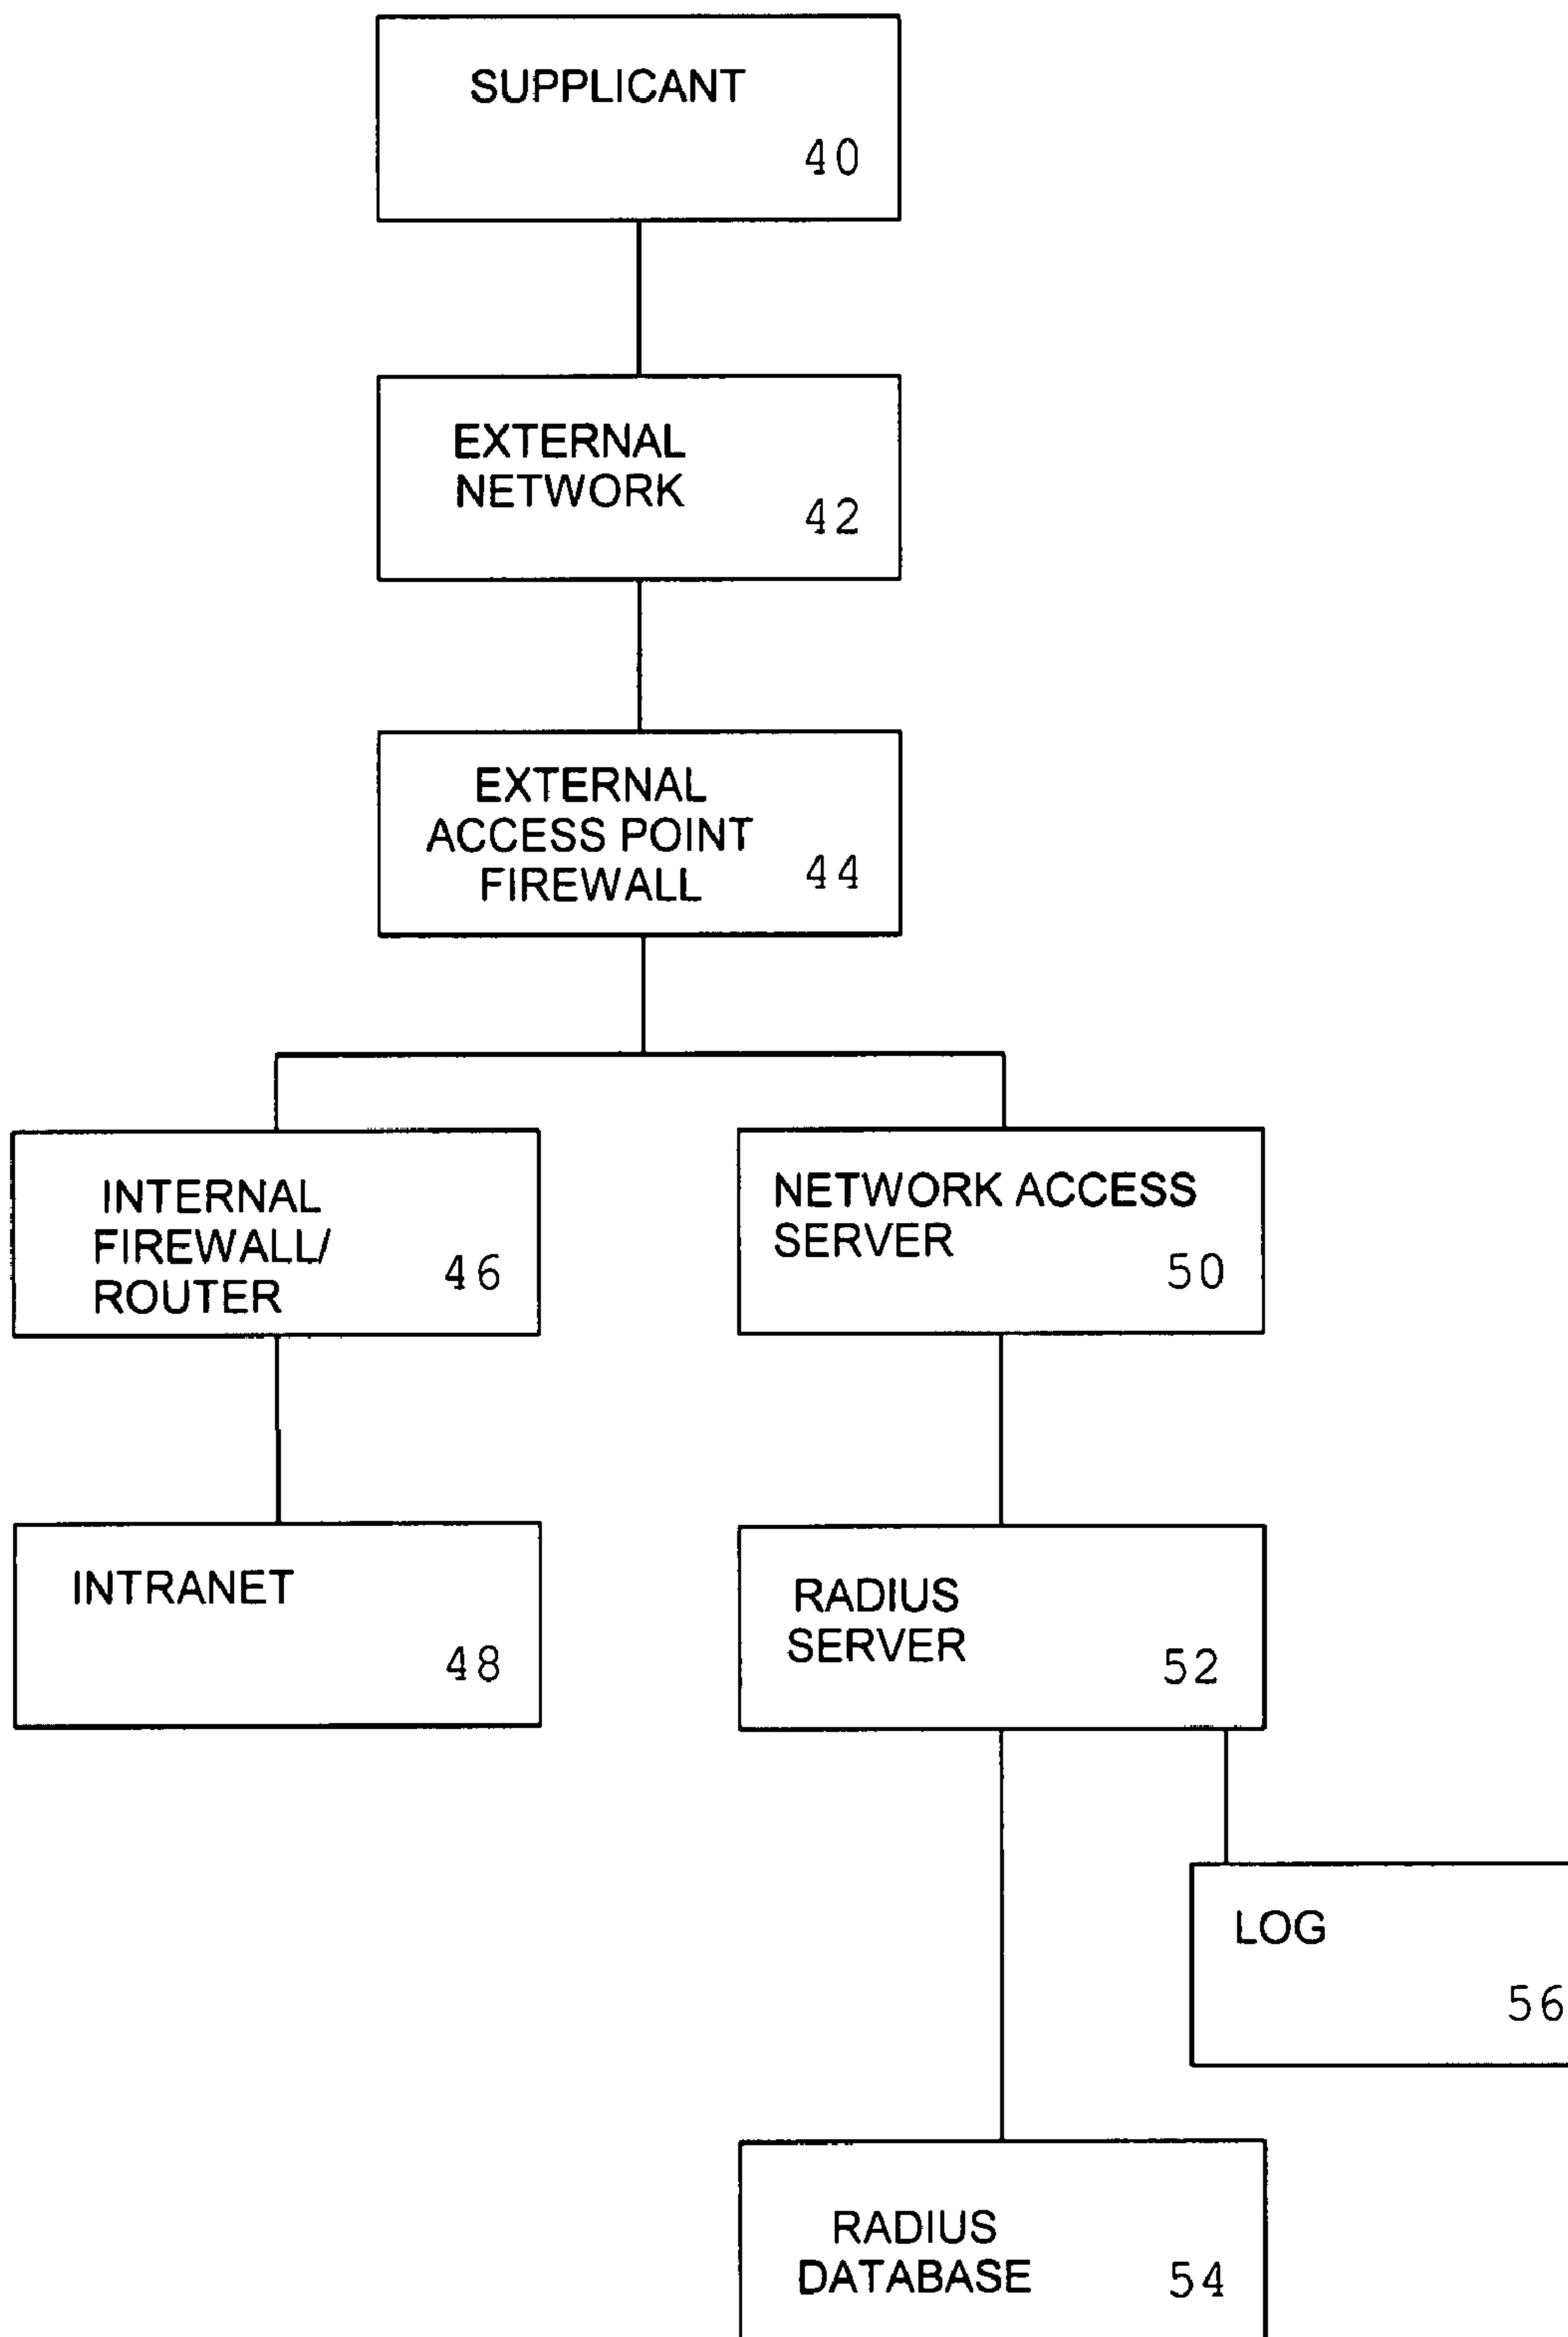 SUPPLICANT
40
EXTERNAL
NETWORK
42
EXTERNAL
ACCESS POINT
FIREWALL
44
INTERNAL
FIREWALL/
ROUTER
46
NETWORK ACCESS
SERVER
50
INTRANET
48
RADIUS
SERVER
52
LOG
56
RADIUS
DATABASE
54